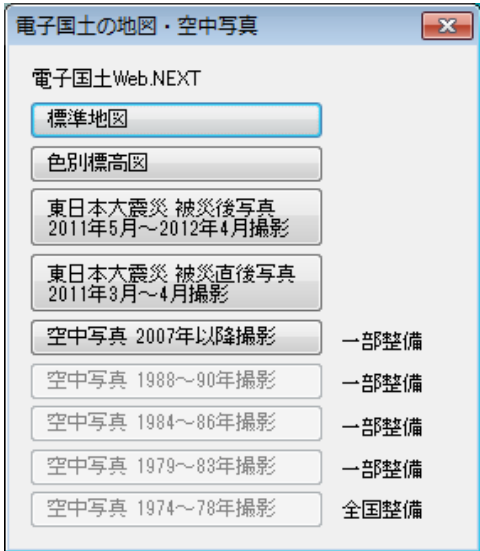 電子国土の地図・空中写真
電子国土Web.NEXT
標準地図
色別標高図
東日本大震災 被災後写真
2011年5月～2012年4月撮影
東日本大震災 被災直後写真
2011年3月～4月撮影
空中写真 2007年以降撮影 一部整備
空中写真 1988～90年撮影 一部整備
空中写真 1984～86年撮影 一部整備
空中写真 1979～83年撮影 一部整備
空中写真 1974～78年撮影 全国整備